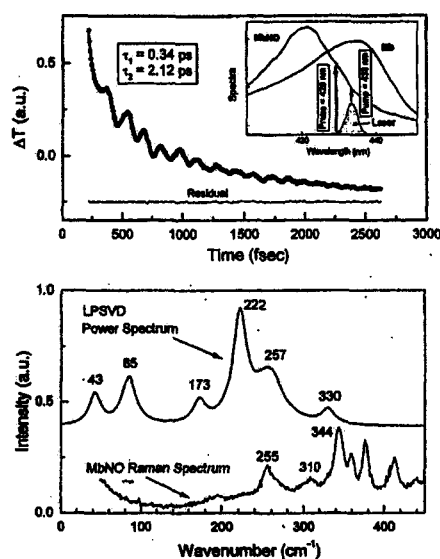 τ1 = 0.34 ps
τ2 = 2.12 ps
ΔT (a.u.)
0.5
0.0
Residual
0 500 1000 1500 2000 2500 3000
Time (fsec)
MbNO
Mb
Spectra
Laser
420 440
Wavelength (nm)
Intensity (a.u.)
1.0
0.5
0.0
LPSVD
Power Spectrum
43
85
173
222
257
330
MbNO Raman Spectrum
255
310
344
0 100 200 300 400
Wavenumber (cm-1)